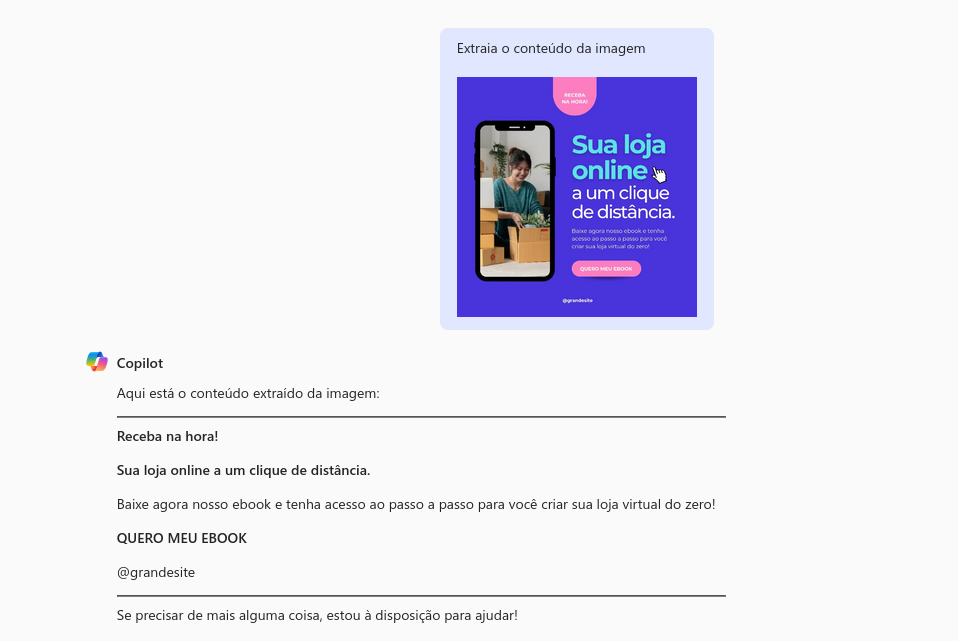 Extraia o conteúdo da imagem
RECEBA
NA HORA!
Sua loja
online
a um clique
de distância.
Baixe agora nosso ebook e tenha
acesso ao passo a passo para você
criar sua loja virtual do zero!
QUERO MEU EBOOK
@grandesite
Copilot
Aqui está o conteúdo extraído da imagem:
Receba na hora!
Sua loja online a um clique de distância.
Baixe agora nosso ebook e tenha acesso ao passo a passo para você criar sua loja virtual do zero!
QUERO MEU EBOOK
@grandesite
Se precisar de mais alguma coisa, estou à disposição para ajudar!